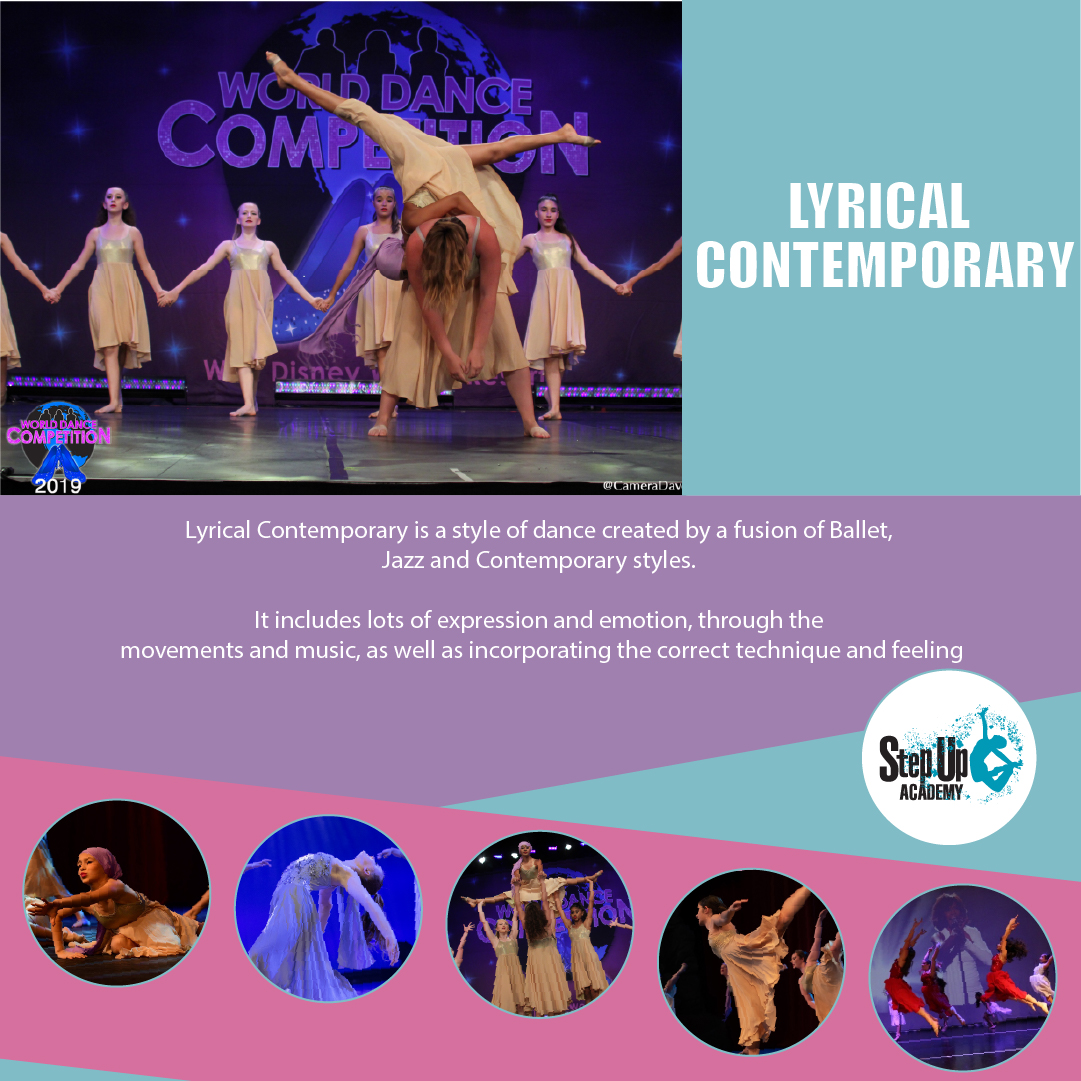 WORLD DANCE
COMPETITION
Disney
WORLD DANCE
COMPETITION
2019
@CameraDav
LYRICAL
CONTEMPORARY
Lyrical Contemporary is a style of dance created by a fusion of Ballet,
Jazz and Contemporary styles.
It includes lots of expression and emotion, through the
movements and music, as well as incorporating the correct technique and feeling
Step Up
ACADEMY